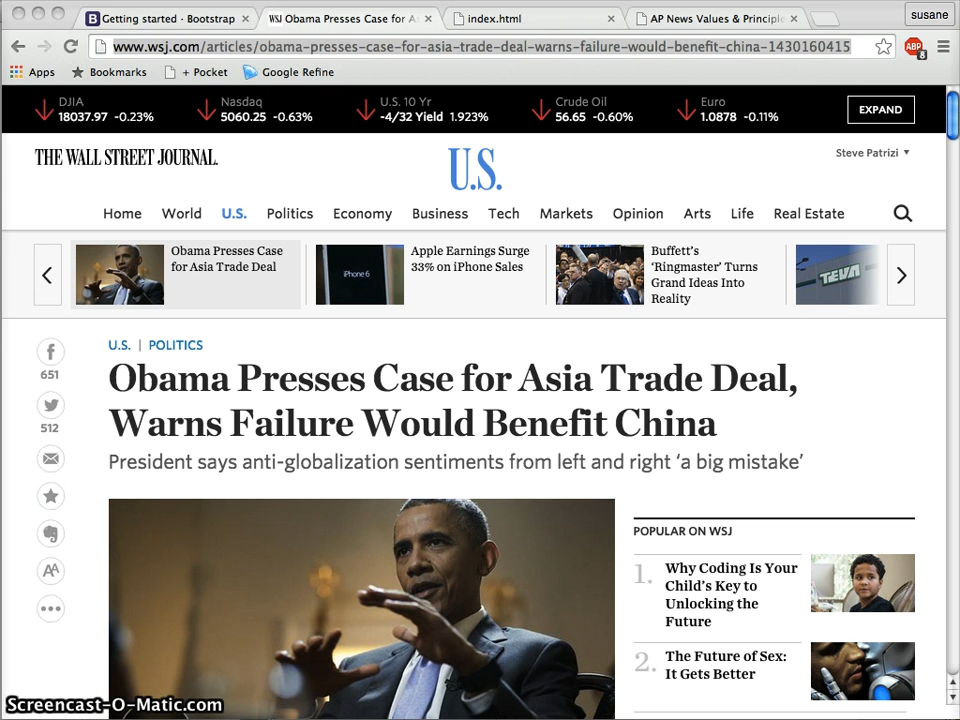 Getting started · Bootstrap
WSJ Obama Presses Case for A
index.html
AP News Values & Principle
susane
www.wsj.com/articles/obama-presses-case-for-asia-trade-deal-warns-failure-would-benefit-china-1430160415
ABP
8
Apps
Bookmarks
+ Pocket
Google Refine
DJIA
18037.97 -0.23%
Nasdaq
5060.25 -0.63%
U.S. 10 Yr
-4/32 Yield 1.923%
Crude Oil
56.65 -0.60%
Euro
1.0878 -0.11%
EXPAND
THE WALL STREET JOURNAL.
U.S.
Steve Patrizi
Home World U.S. Politics Economy Business Tech Markets Opinion Arts Life Real Estate
Obama Presses Case
for Asia Trade Deal
iPhone 6
Apple Earnings Surge
33% on iPhone Sales
Buffett's
‘Ringmaster’ Turns
Grand Ideas Into
Reality
TEVA
U.S. | POLITICS
Obama Presses Case for Asia Trade Deal,
Warns Failure Would Benefit China
President says anti-globalization sentiments from left and right ‘a big mistake’
651
512
AA
POPULAR ON WSJ
1. Why Coding Is Your
Child’s Key to
Unlocking the
Future
2. The Future of Sex:
It Gets Better
Screencast-O-Matic.com